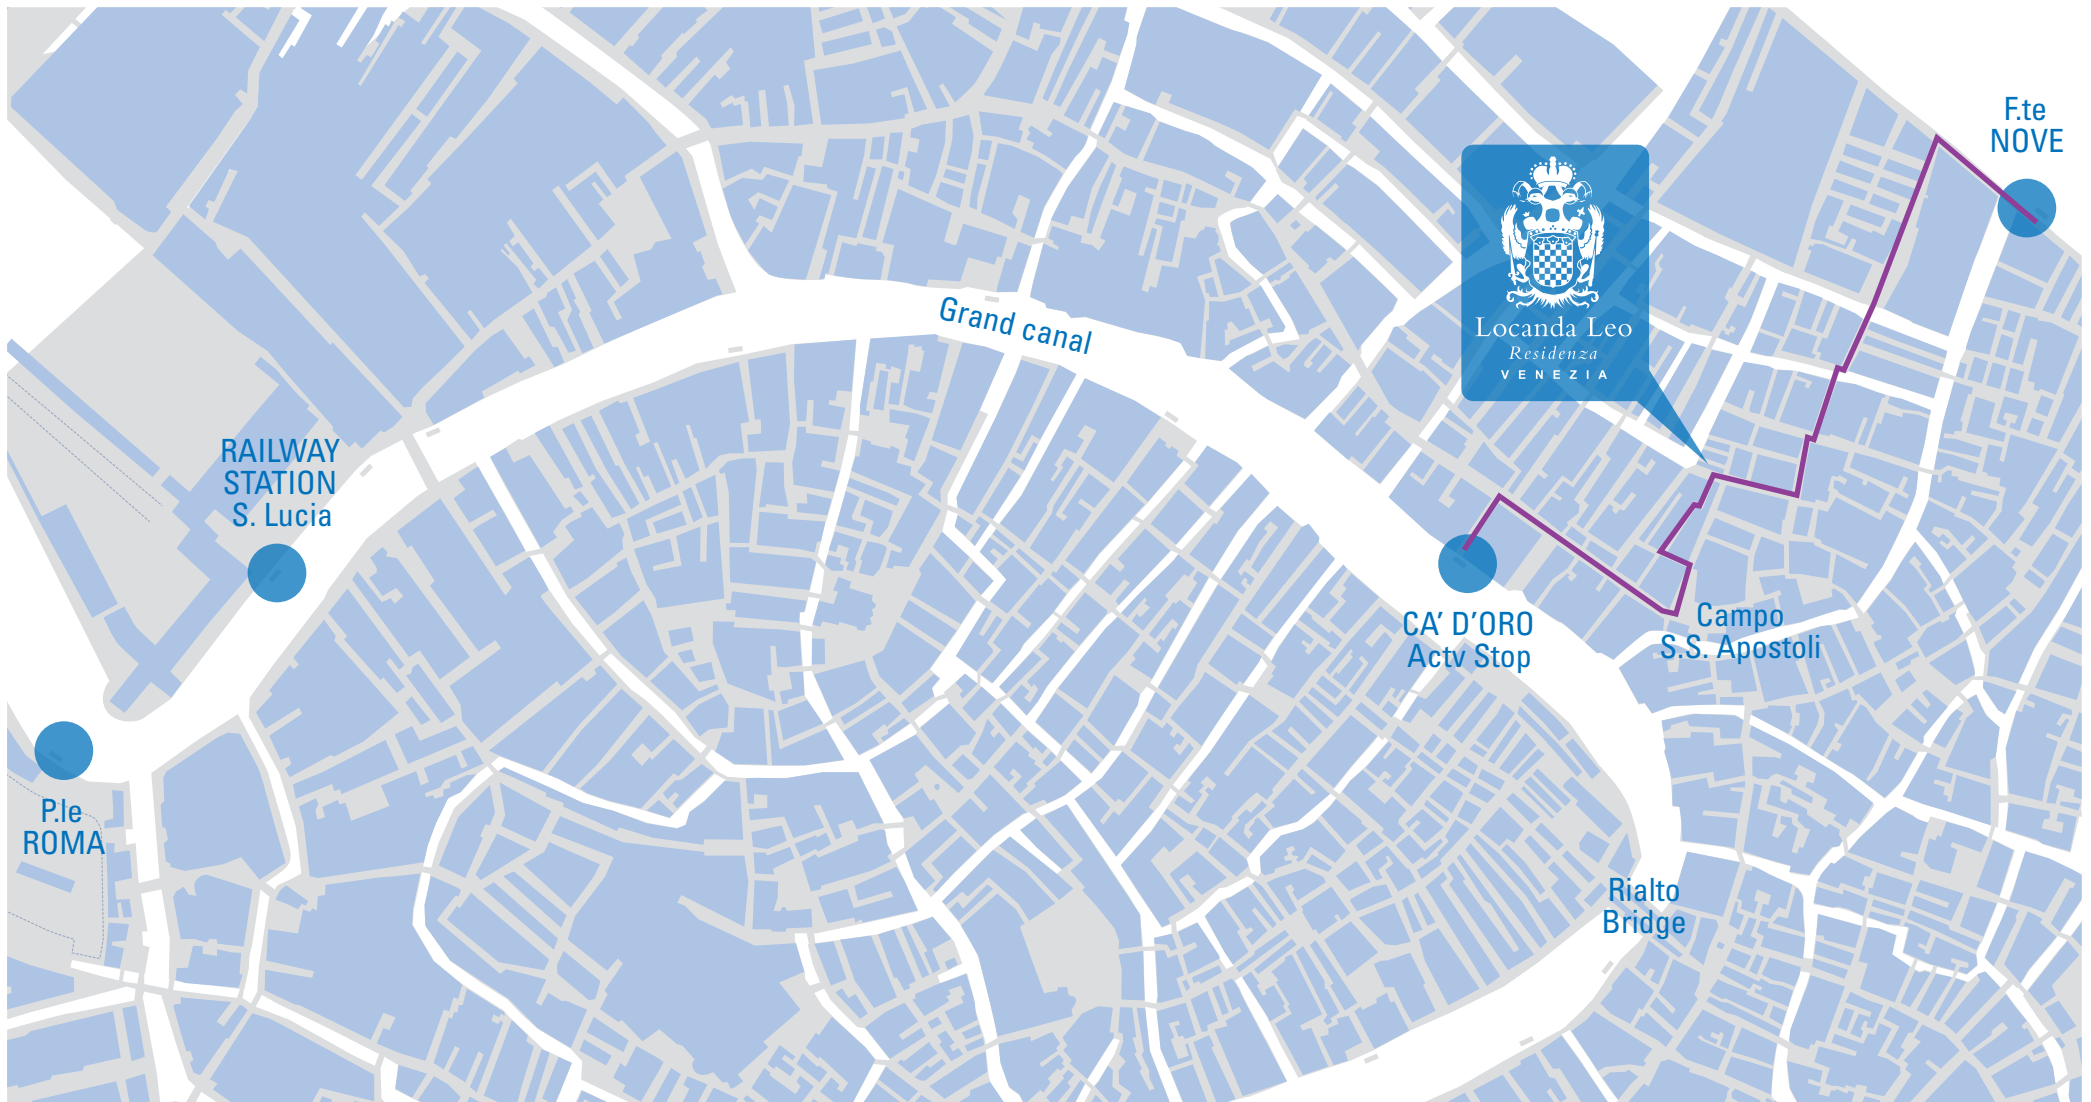 F.te
NOVE
Locanda Leo
Residenza
VENEZIA
Grand canal
RAILWAY
STATION
S. Lucia
CA' D'ORO
Actv Stop
Campo
S.S. Apostoli
P.le
ROMA
Rialto
Bridge